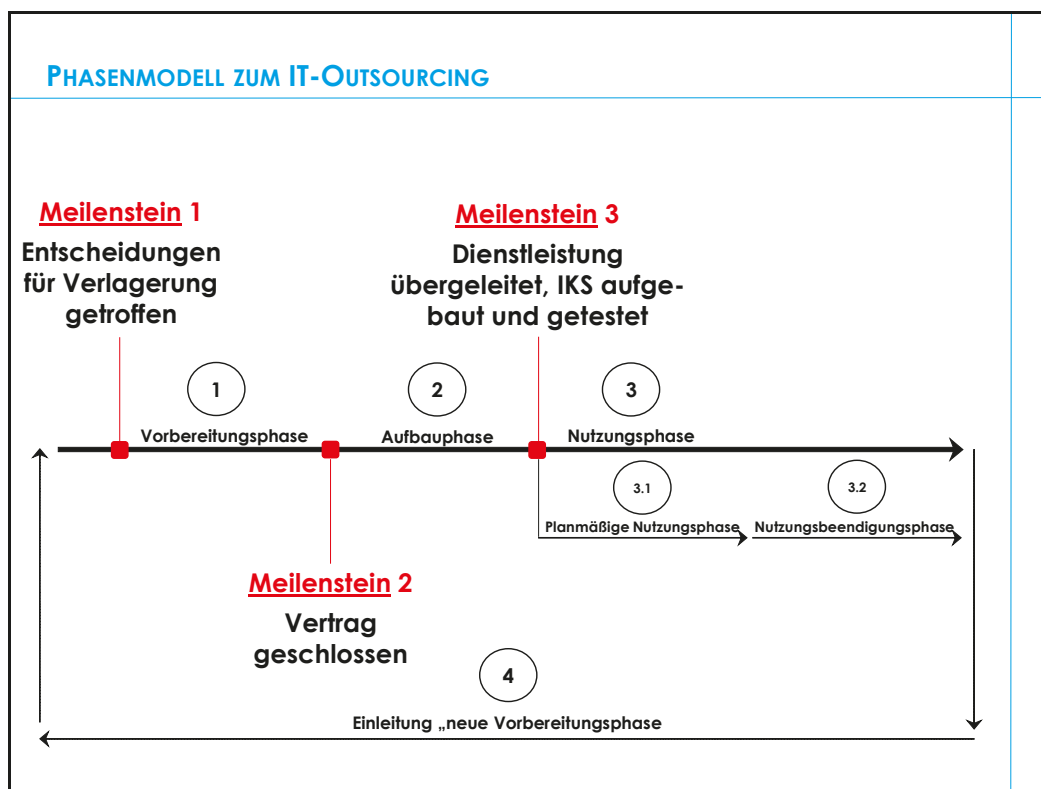 PHASENMODELL ZUM IT-OUTSOURCING
Meilenstein 1
Entscheidungen
für Verlagerung
getroffen
Meilenstein 3
Dienstleistung
übergeleitet, IKS aufge-
baut und getestet
1
Vorbereitungsphase
2
Aufbauphase
3
Nutzungsphase
3.1
Planmäßige Nutzungsphase
3.2
Nutzungsbeendigungsphase
Meilenstein 2
Vertrag
geschlossen
4
Einleitung „neue Vorbereitungsphase